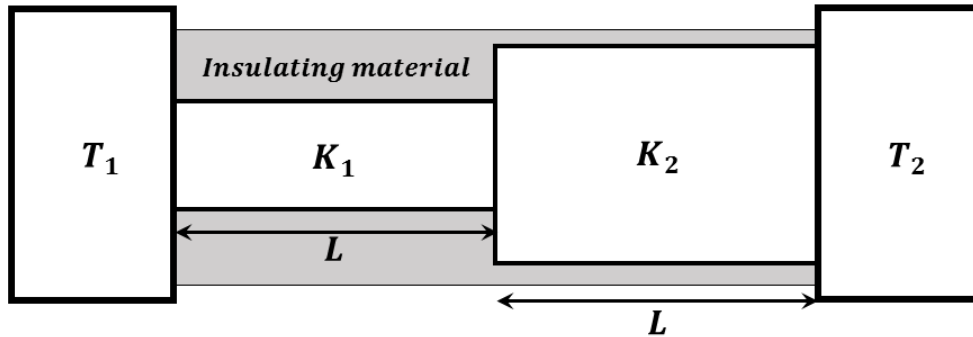 Insulating material
T₁
K₁
K₂
T₂
L
L